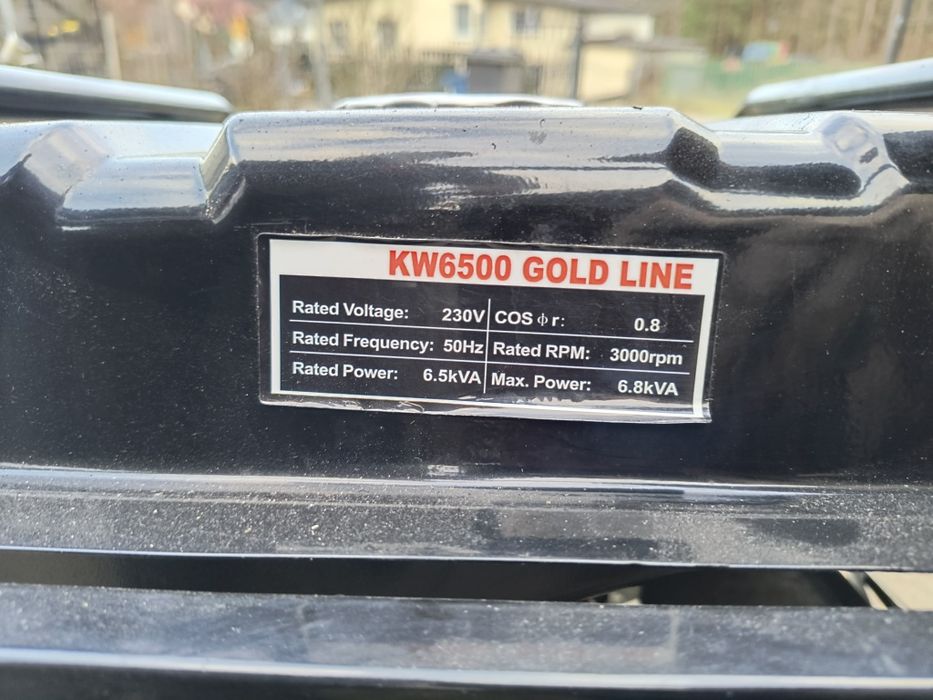 KW6500 GOLD LINE
Rated Voltage: 230V COS φ r: 0.8
Rated Frequency: 50Hz Rated RPM: 3000rpm
Rated Power: 6.5kVA Max. Power: 6.8kVA